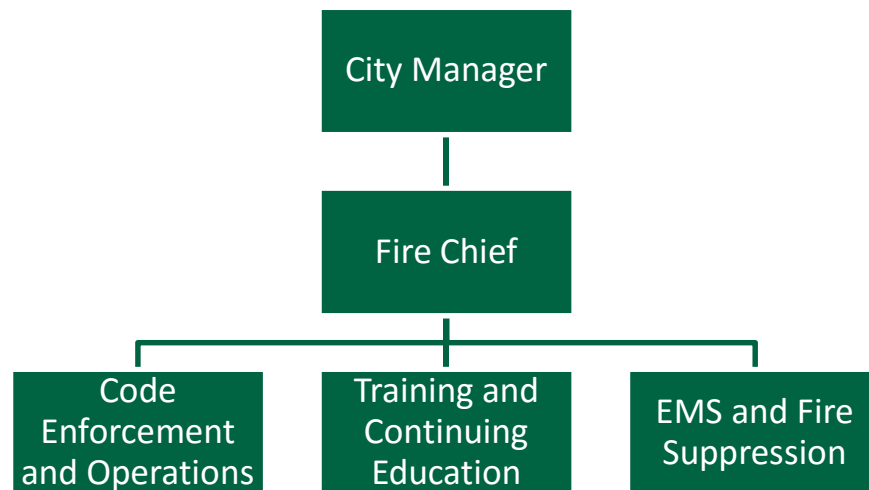 City Manager
Fire Chief
Code
Enforcement
and Operations
Training and
Continuing
Education
EMS and Fire
Suppression